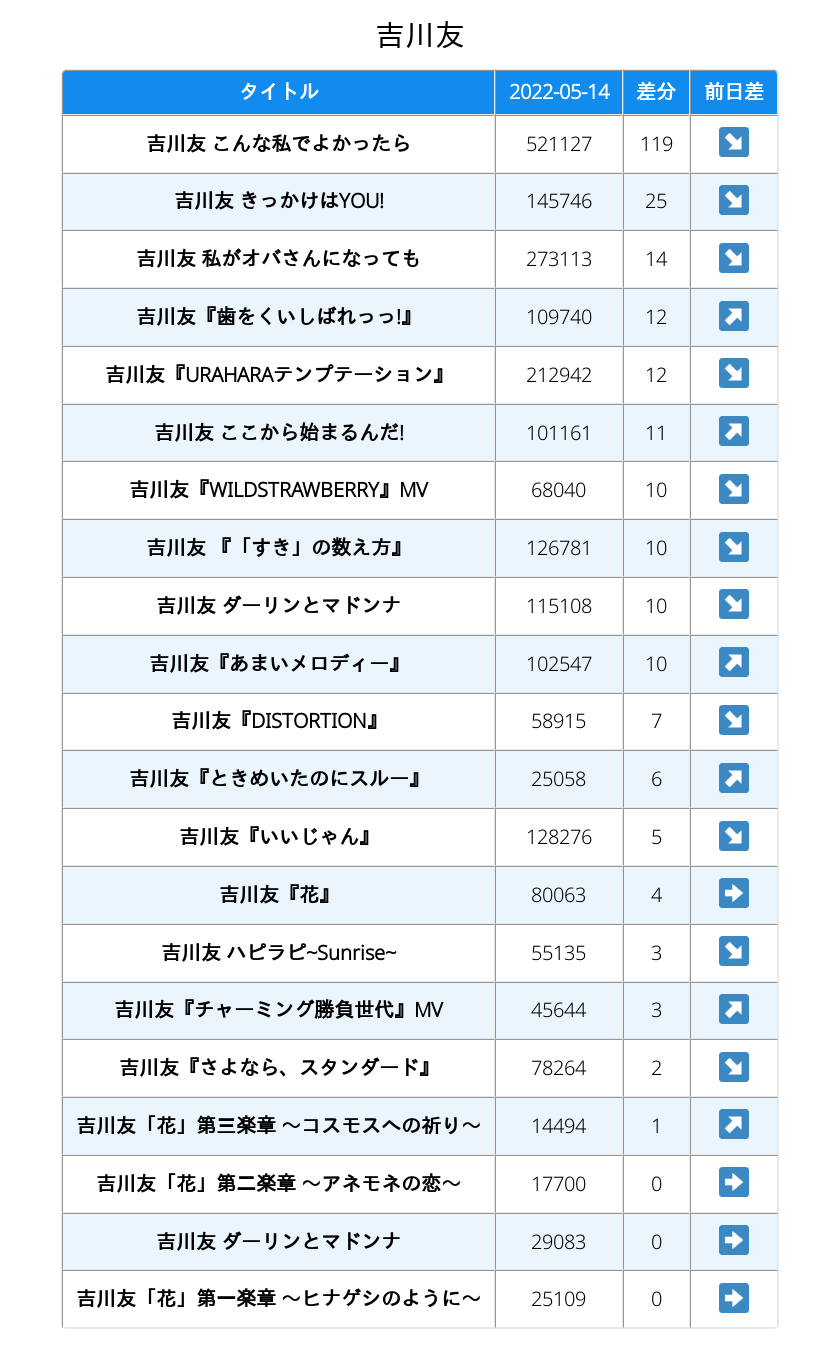 吉川友
タイトル 2022-05-14 差分 前日差
吉川友 こんな私でよかったら 521127 119 ↘
吉川友 きっかけはYOU! 145746 25 ↘
吉川友 私がオバさんになっても 273113 14 ↘
吉川友『歯をくいしばれっっ!』 109740 12 ↗
吉川友『URAHARAテンプテーション』 212942 12 ↘
吉川友 ここから始まるんだ! 101161 11 ↗
吉川友『WILDSTRAWBERRY』MV 68040 10 ↘
吉川友 『「すき」の数え方』 126781 10 ↘
吉川友 ダーリンとマドンナ 115108 10 ↘
吉川友『あまいメロディー』 102547 10 ↗
吉川友『DISTORTION』 58915 7 ↘
吉川友『ときめいたのにスルー』 25058 6 ↗
吉川友『いいじゃん』 128276 5 ↘
吉川友『花』 80063 4 ➡
吉川友 ハピラピ~Sunrise~ 55135 3 ↘
吉川友『チャーミング勝負世代』MV 45644 3 ↗
吉川友『さよなら、スタンダード』 78264 2 ↘
吉川友「花」第三楽章 ～コスモスへの祈り～ 14494 1 ↗
吉川友「花」第二楽章 ～アネモネの恋～ 17700 0 ➡
吉川友 ダーリンとマドンナ 29083 0 ➡
吉川友「花」第一楽章 ～ヒナゲシのように～ 25109 0 ➡